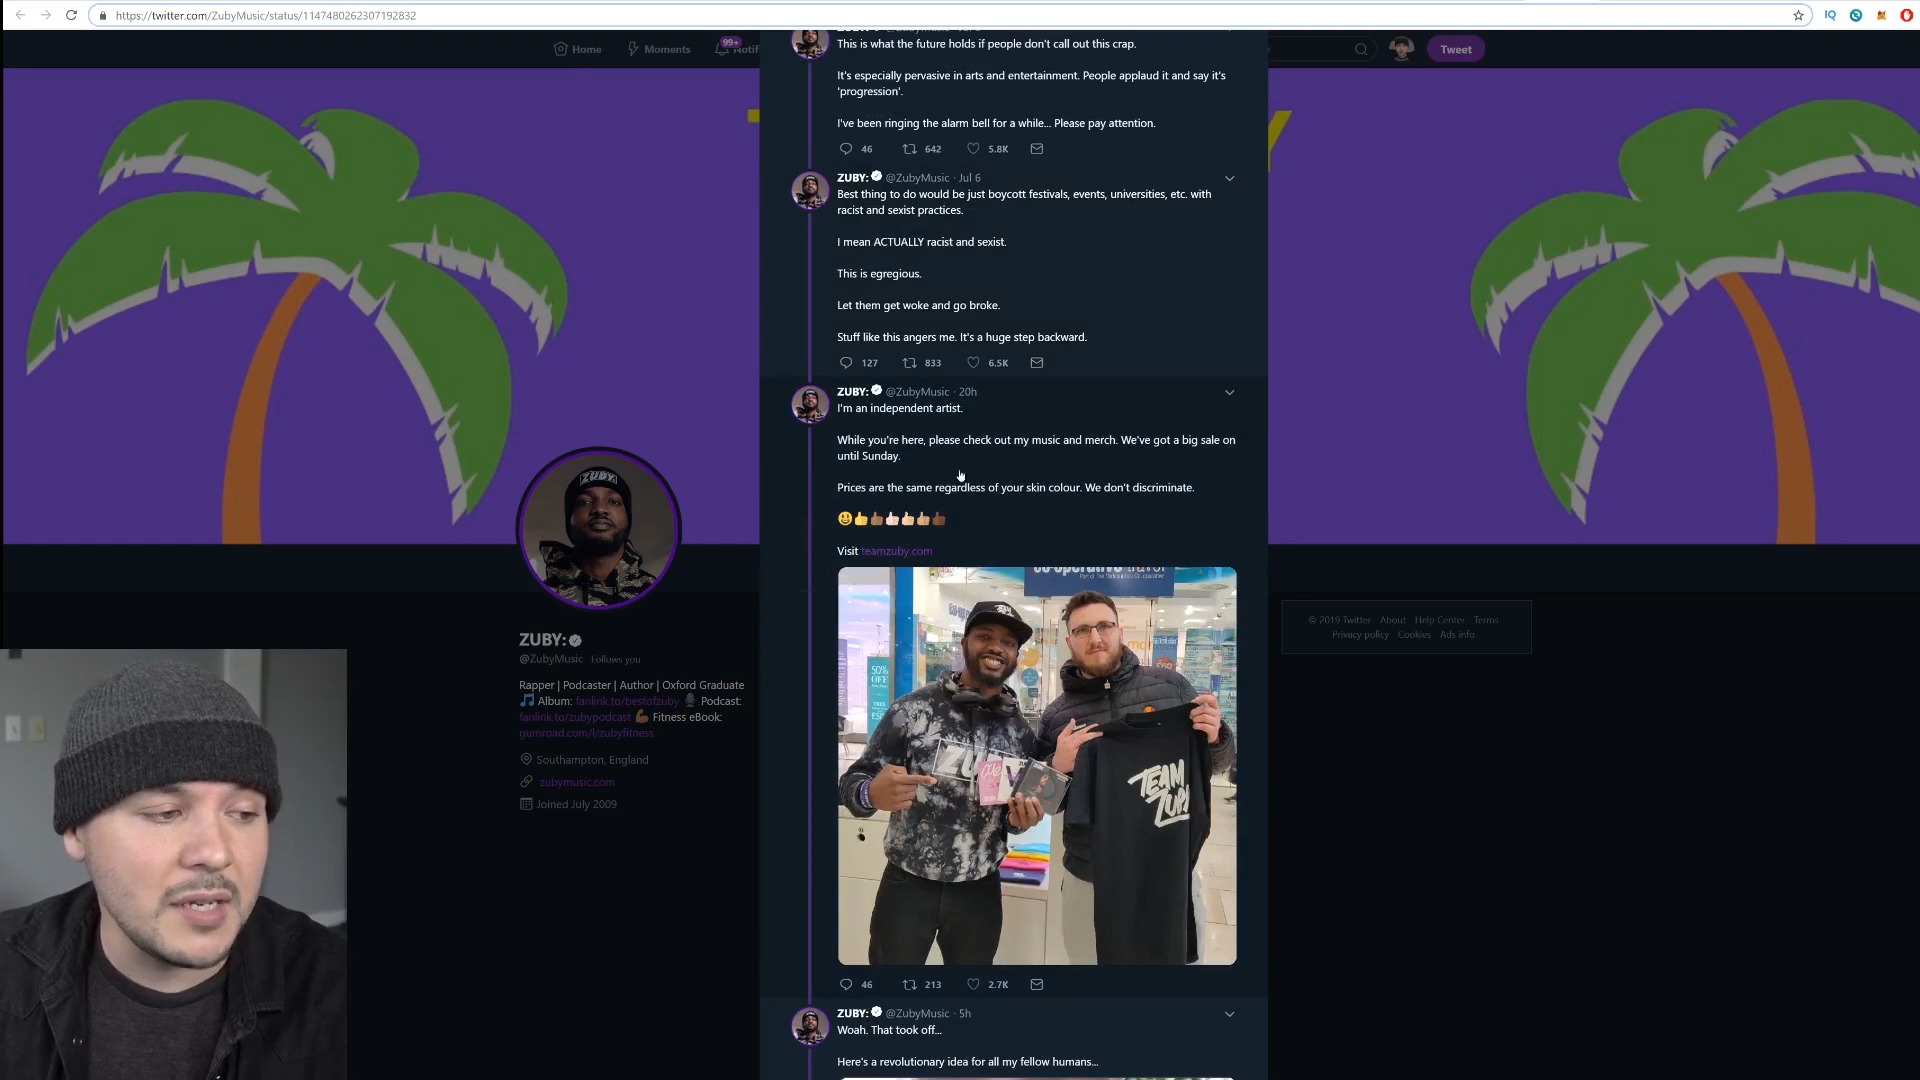 https://twitter.com/ZubyMusic/status/1147480262307192832
IQ
Home
Moments
99+
Notif
Tweet
This is what the future holds if people don't call out this crap.
It's especially pervasive in arts and entertainment. People applaud it and say it's
'progression'.
I've been ringing the alarm bell for a while... Please pay attention.
46 642 5.8K
ZUBY: @ZubyMusic · Jul 6
Best thing to do would be just boycott festivals, events, universities, etc. with
racist and sexist practices.
I mean ACTUALLY racist and sexist.
This is egregious.
Let them get woke and go broke.
Stuff like this angers me. It's a huge step backward.
127 833 6.5K
ZUBY: @ZubyMusic · 20h
I'm an independent artist.
While you're here, please check out my music and merch. We've got a big sale on
until Sunday.
Prices are the same regardless of your skin colour. We don't discriminate.
😃👍👍🏾👍🏻👍🏼👍🏽👍🏿
Visit teamzuby.com
co-operative travel
50%
OFF
TEAM
ZUBY
46 213 2.7K
ZUBY: @ZubyMusic · 5h
Woah. That took off...
Here's a revolutionary idea for all my fellow humans...
ZUBY
ZUBY:
@ZubyMusic Follows you
Rapper | Podcaster | Author | Oxford Graduate
🎵 Album: fanlink.to/bestofzuby 🎙 Podcast:
fanlink.to/zubypodcast 💪🏾 Fitness eBook:
gumroad.com/l/zubyfitness
Southampton, England
zubymusic.com
Joined July 2009
© 2019 Twitter About Help Center Terms
Privacy policy Cookies Ads info